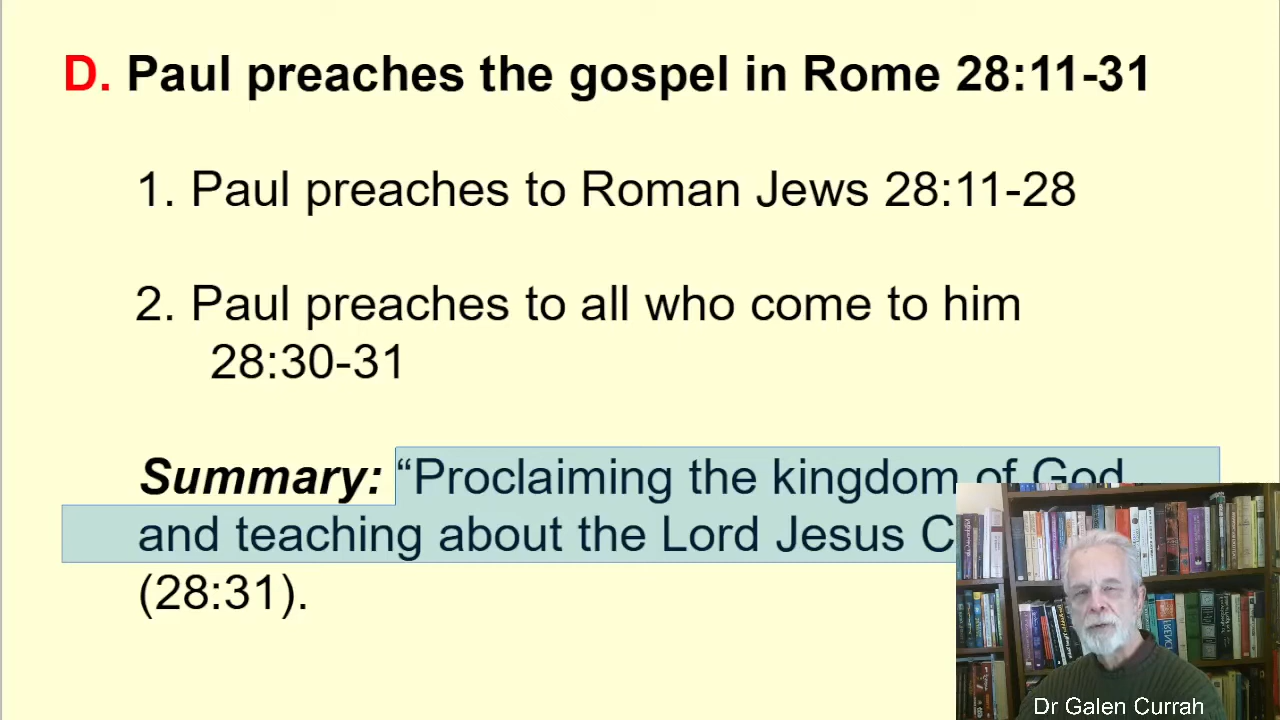 D. Paul preaches the gospel in Rome 28:11-31
1. Paul preaches to Roman Jews 28:11-28
2. Paul preaches to all who come to him
28:30-31
Summary: “Proclaiming the kingdom of God
and teaching about the Lord Jesus
(28:31).
Dr Galen Currah